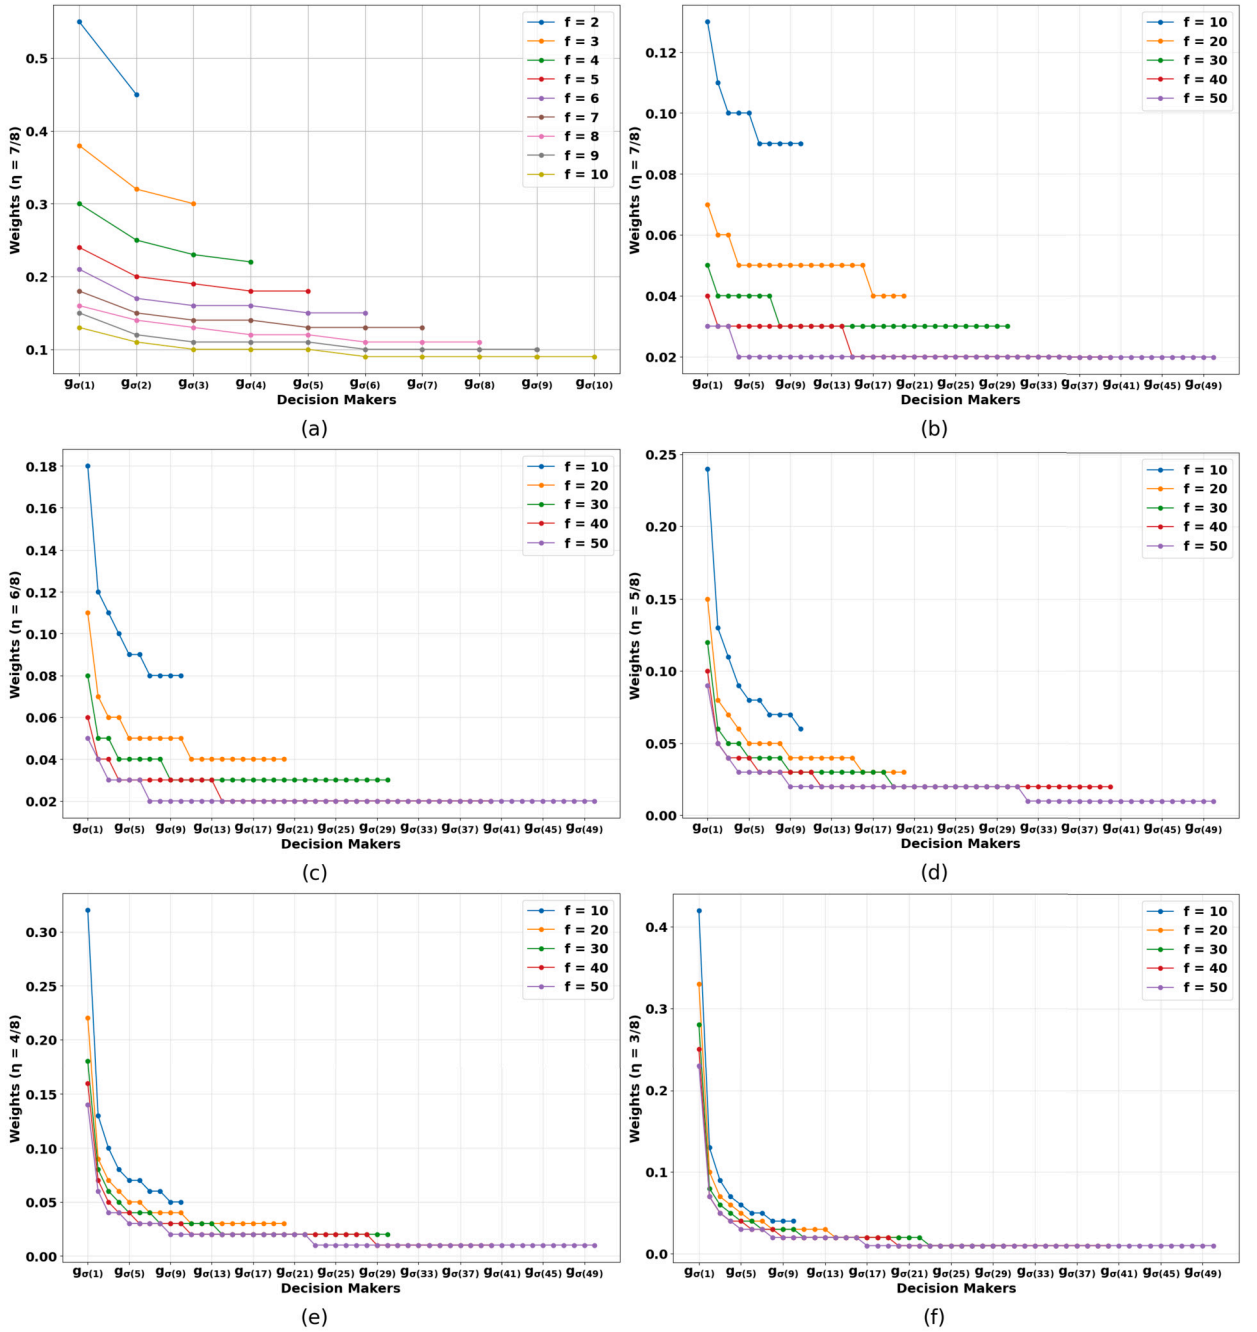 f = 2
f = 3
f = 4
f = 5
f = 6
f = 7
f = 8
f = 9
f = 10
0.5
0.4
0.3
0.2
0.1
Weights (η = 7/8)
gσ(1) gσ(2) gσ(3) gσ(4) gσ(5) gσ(6) gσ(7) gσ(8) gσ(9) gσ(10)
Decision Makers
(a)
f = 10
f = 20
f = 30
f = 40
f = 50
0.12
0.10
0.08
0.06
0.04
0.02
Weights (η = 7/8)
gσ(1) gσ(5) gσ(9) gσ(13) gσ(17) gσ(21) gσ(25) gσ(29) gσ(33) gσ(37) gσ(41) gσ(45) gσ(49)
Decision Makers
(b)
f = 10
f = 20
f = 30
f = 40
f = 50
0.18
0.16
0.14
0.12
0.10
0.08
0.06
0.04
0.02
Weights (η = 6/8)
gσ(1) gσ(5) gσ(9) gσ(13) gσ(17) gσ(21) gσ(25) gσ(29) gσ(33) gσ(37) gσ(41) gσ(45) gσ(49)
Decision Makers
(c)
f = 10
f = 20
f = 30
f = 40
f = 50
0.25
0.20
0.15
0.10
0.05
0.00
Weights (η = 5/8)
gσ(1) gσ(5) gσ(9) gσ(13) gσ(17) gσ(21) gσ(25) gσ(29) gσ(33) gσ(37) gσ(41) gσ(45) gσ(49)
Decision Makers
(d)
f = 10
f = 20
f = 30
f = 40
f = 50
0.30
0.25
0.20
0.15
0.10
0.05
0.00
Weights (η = 4/8)
gσ(1) gσ(5) gσ(9) gσ(13) gσ(17) gσ(21) gσ(25) gσ(29) gσ(33) gσ(37) gσ(41) gσ(45) gσ(49)
Decision Makers
(e)
f = 10
f = 20
f = 30
f = 40
f = 50
0.4
0.3
0.2
0.1
0.0
Weights (η = 3/8)
gσ(1) gσ(5) gσ(9) gσ(13) gσ(17) gσ(21) gσ(25) gσ(29) gσ(33) gσ(37) gσ(41) gσ(45) gσ(49)
Decision Makers
(f)